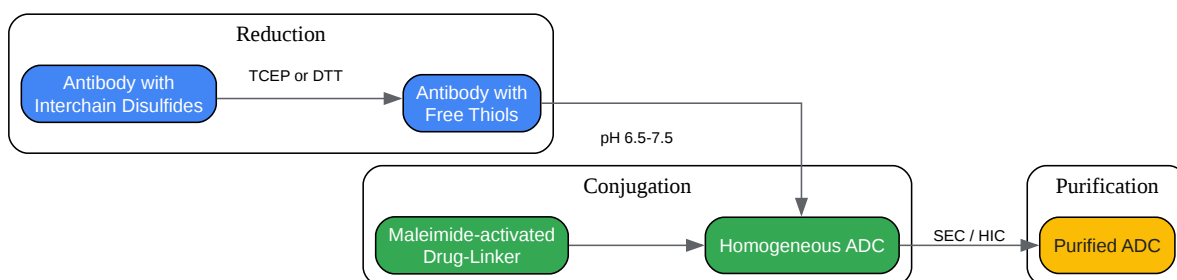 Reduction
Antibody with
Interchain Disulfides
TCEP or DTT
Antibody with
Free Thiols
pH 6.5-7.5
Conjugation
Maleimide-activated
Drug-Linker
Homogeneous ADC
SEC / HIC
Purification
Purified ADC